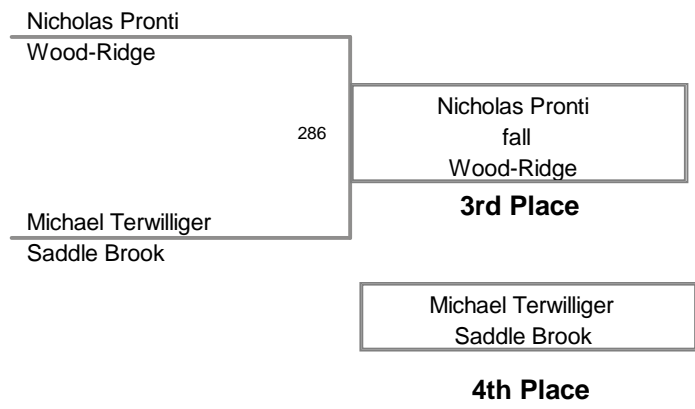 Nicholas Pronti
Wood-Ridge
286
Nicholas Pronti
fall
Wood-Ridge
3rd Place
Michael Terwilliger
Saddle Brook
Michael Terwilliger
Saddle Brook
4th Place